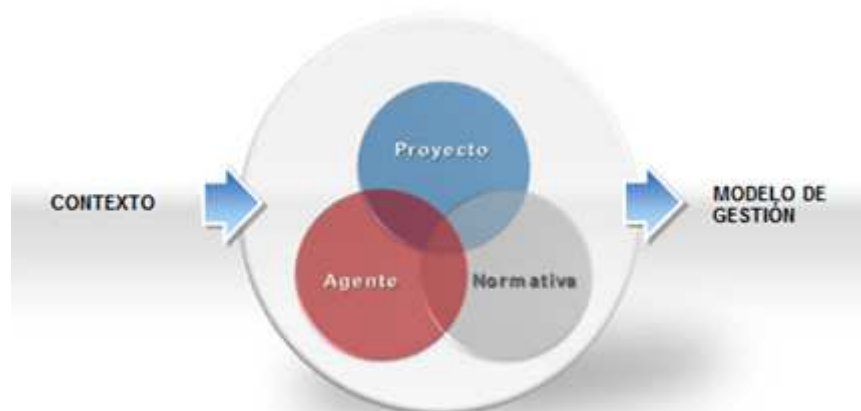 Proyecto
CONTEXTO
MODELO DE
GESTIÓN
Agente
Normativa